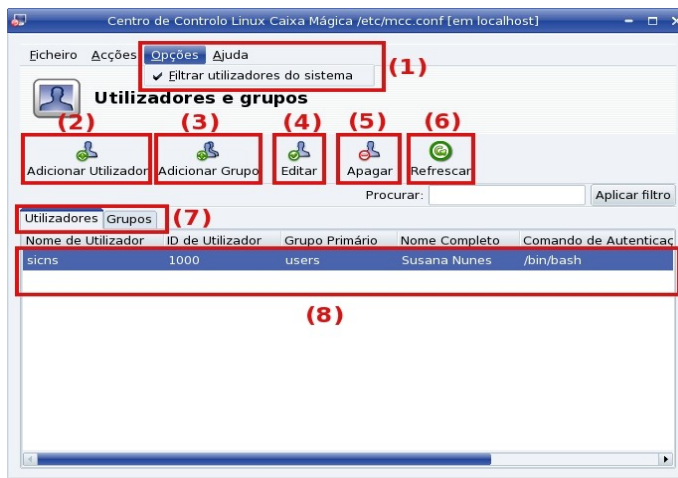 Centro de Controlo Linux Caixa Mágica /etc/mcc.conf [em localhost]
Ficheiro Acções Opções Ajuda
Filtrar utilizadores do sistema
(1)
Utilizadores e grupos
(2) (3) (4) (5) (6)
Adicionar Utilizador Adicionar Grupo Editar Apagar Refrescar
Procurar: Aplicar filtro
Utilizadores Grupos (7)
Nome de Utilizador ID de Utilizador Grupo Primário Nome Completo Comando de Autenticaç
sicns 1000 users Susana Nunes /bin/bash
(8)